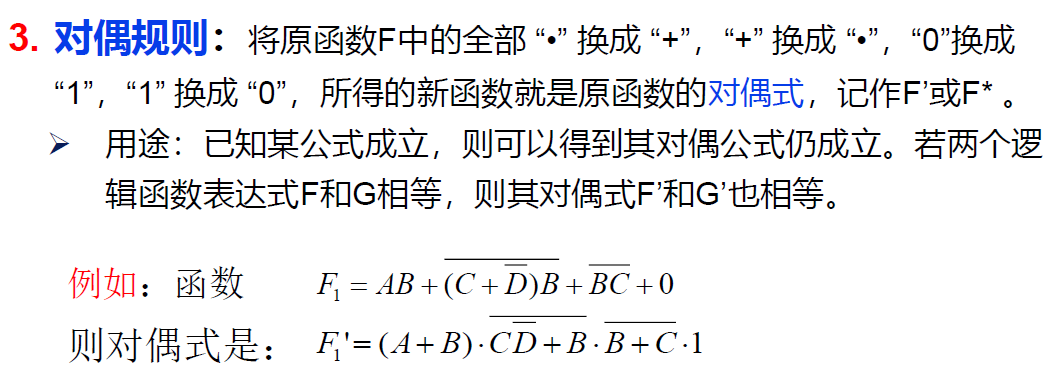 3. 对偶规则：将原函数F中的全部 “•” 换成 “+”，“+” 换成 “•”，“0”换成
“1”，“1” 换成 “0”，所得的新函数就是原函数的对偶式，记作F’或F* 。
➢ 用途：已知某公式成立，则可以得到其对偶公式仍成立。若两个逻
辑函数表达式F和G相等，则其对偶式F’和G’也相等。
例如：函数 $F_1 = AB + \overline{(C + \overline{D})B} + \overline{BC} + 0$
则对偶式是： $F_1' = (A + B) \cdot \overline{C\overline{D} + B} \cdot \overline{B + C} \cdot 1$